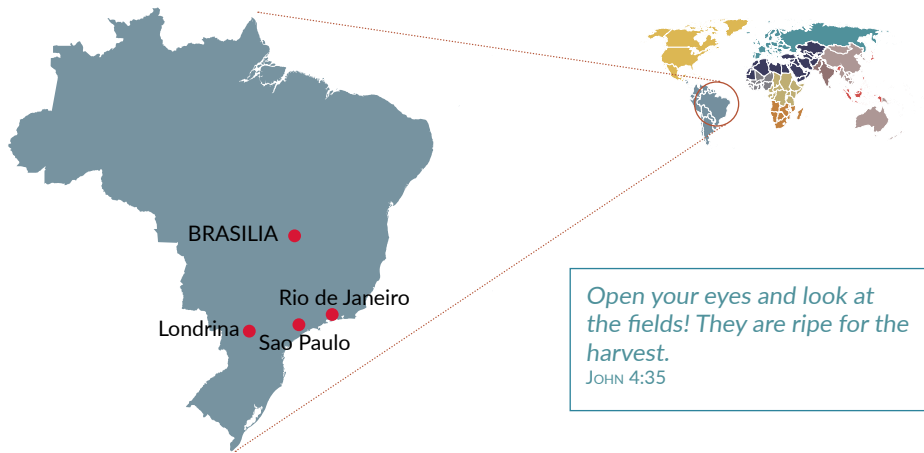 BRASILIA
Rio de Janeiro
Londrina
Sao Paulo
Open your eyes and look at
the fields! They are ripe for the
harvest.
John 4:35